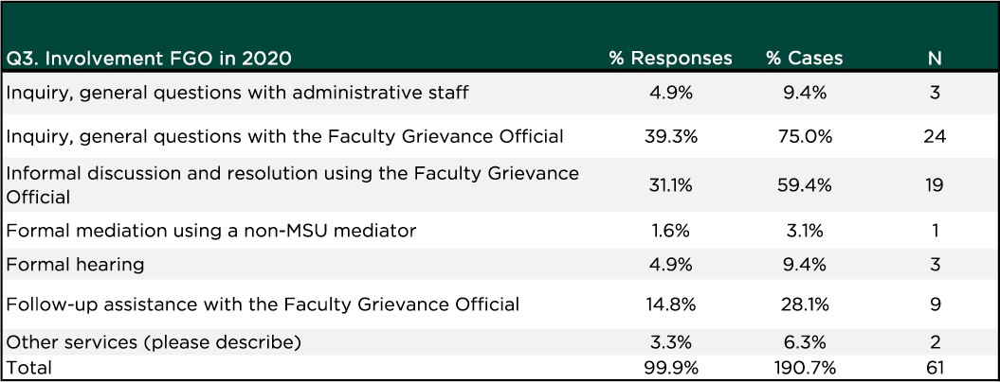 Q3. Involvement FGO in 2020 % Responses % Cases N
Inquiry, general questions with administrative staff 4.9% 9.4% 3
Inquiry, general questions with the Faculty Grievance Official 39.3% 75.0% 24
Informal discussion and resolution using the Faculty Grievance
Official 31.1% 59.4% 19
Formal mediation using a non-MSU mediator 1.6% 3.1% 1
Formal hearing 4.9% 9.4% 3
Follow-up assistance with the Faculty Grievance Official 14.8% 28.1% 9
Other services (please describe) 3.3% 6.3% 2
Total 99.9% 190.7% 61